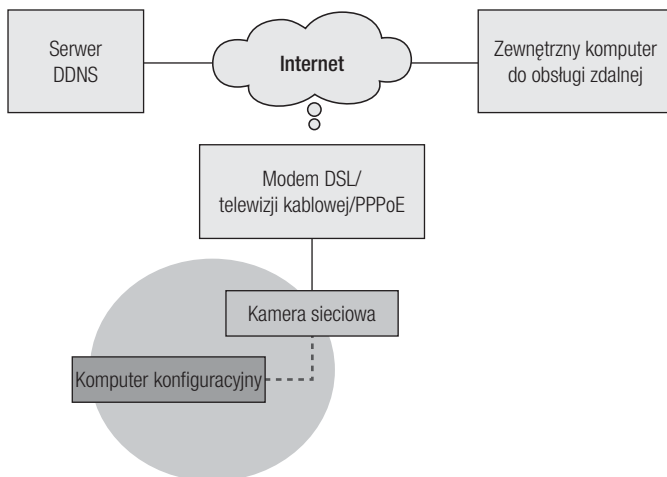 Serwer
DDNS
Internet
Zewnętrzny komputer
do obsługi zdalnej
Modem DSL/
telewizji kablowej/PPPoE
Kamera sieciowa
Komputer konfiguracyjny